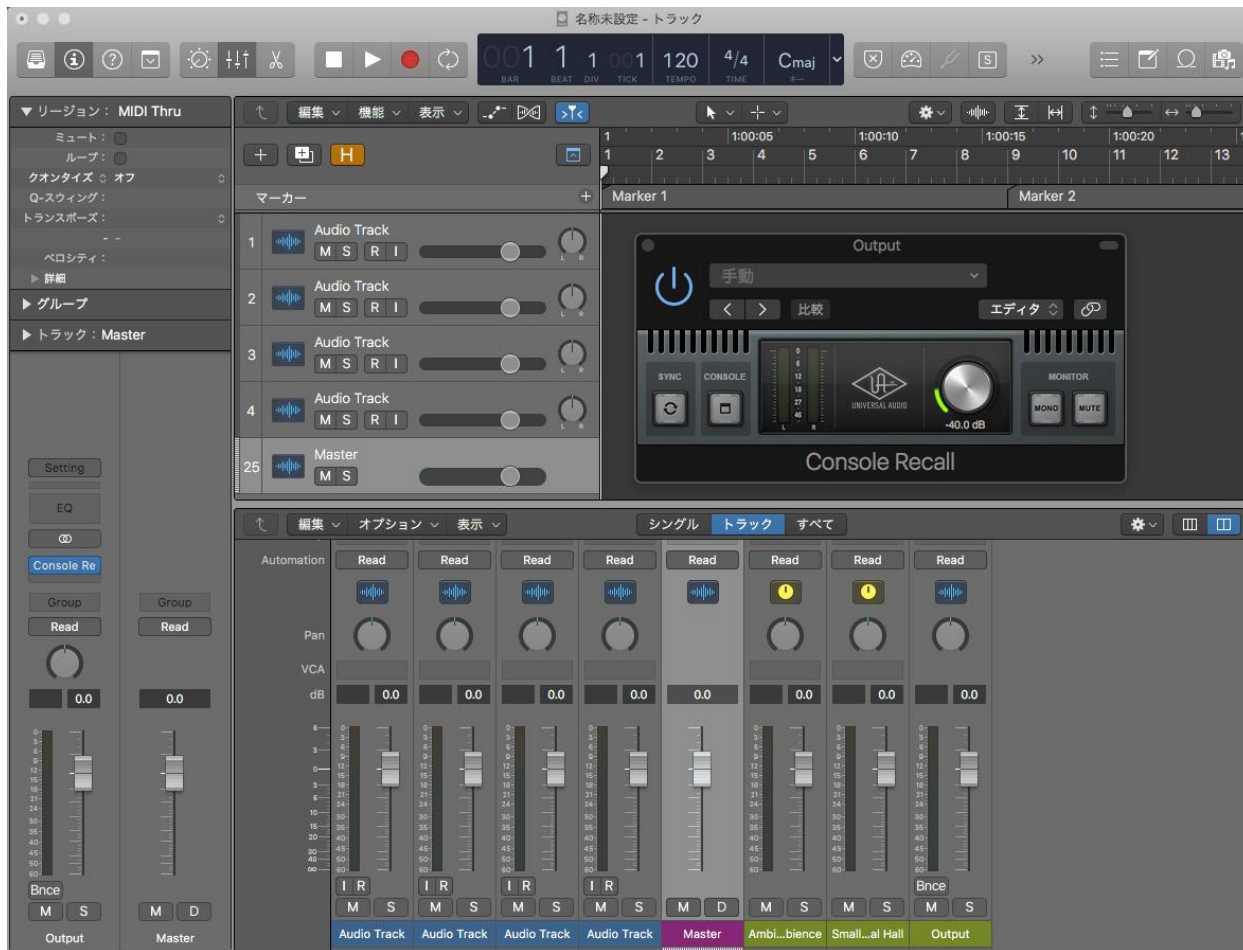 名称未設定 - トラック
001 1 1 001 120 4/4 Cmaj
BAR BEAT DIV TICK TEMPO TIME
S
▼ リージョン： MIDI Thru
ミュート：
ループ：
クオンタイズ オフ
Q-スウィング：
トランスポーズ：
- -
ベロシティ：
▶ 詳細
▶ グループ
▶ トラック：Master
編集 機能 表示
H
マーカー +
1 1:00:05 1:00:10 1:00:15 1:00:20
1 2 3 4 5 6 7 8 9 10 11 12 13
Marker 1 Marker 2
1 Audio Track
M S R I
L R
2 Audio Track
M S R I
L R
3 Audio Track
M S R I
L R
4 Audio Track
M S R I
L R
25 Master
M S
Output
手動
比較 エディタ
SYNC CONSOLE
0
6
12
18
27
45
L R
UA
UNIVERSAL AUDIO
-40.0 dB
MONITOR
MONO MUTE
Console Recall
Setting
EQ
Console Re
Group Group
Read Read
0.0 0.0
Bnce
M S M D
Output Master
編集 オプション 表示 シングル トラック すべて
Automation Read Read Read Read Read Read Read Read
Pan
VCA
dB 0.0 0.0 0.0 0.0 0.0 0.0 0.0 0.0
I R I R I R I R Bnce
M S M S M S M S M D M S M S M S
Audio Track Audio Track Audio Track Audio Track Master Ambi...bience Small...al Hall Output